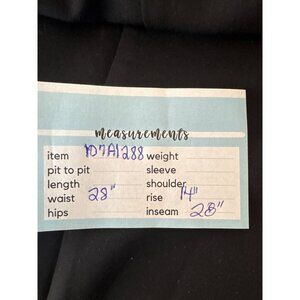 measurements
item YD7A1288 weight
pit to pit sleeve
length shoulder
waist 28" rise 14"
hips inseam 28"